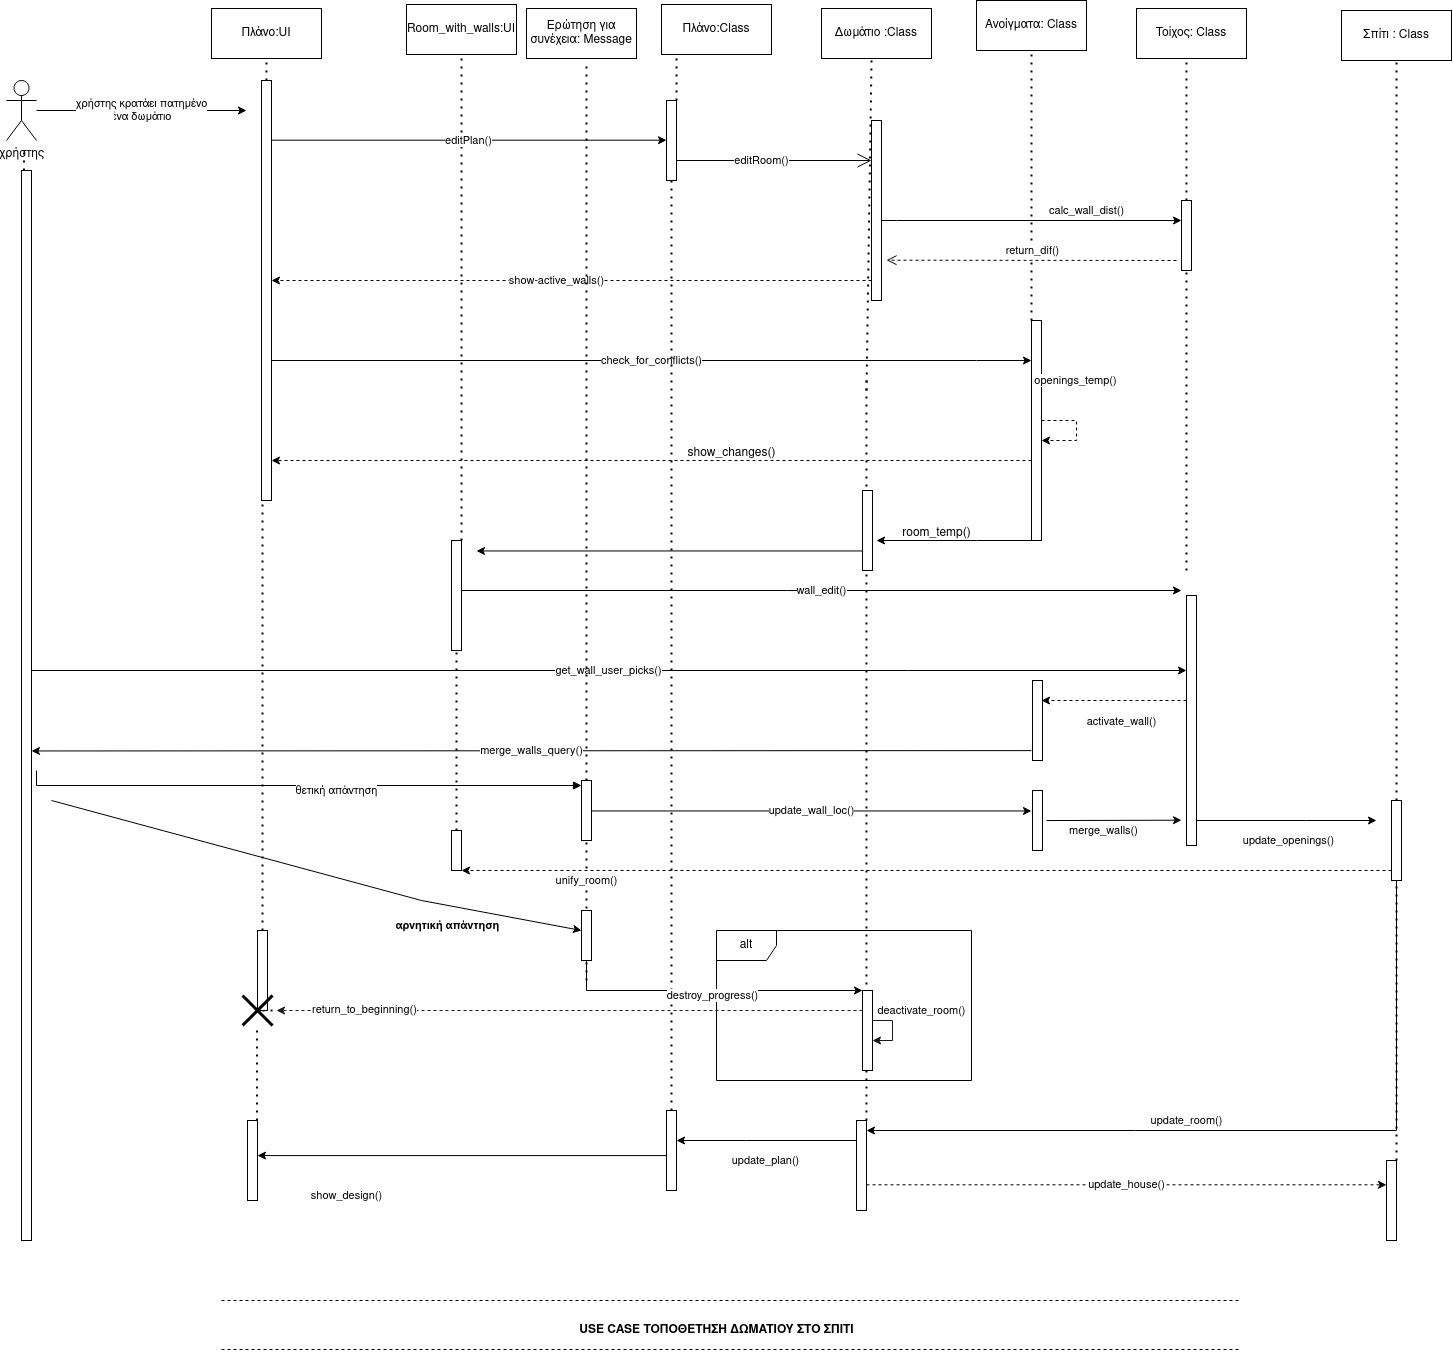 Πλάνο:UI
Room_with_walls:UI
Ερώτηση για
συνέχεια: Message
Πλάνο:Class
Δωμάτιο :Class
Ανοίγματα: Class
Τοίχος: Class
Σπίτι : Class
χρήστης κρατάει πατημένο
ένα δωμάτιο
χρήστης
editPlan()
editRoom()
calc_wall_dist()
return_dif()
show-active_walls()
check_for_conflicts()
openings_temp()
show_changes()
room_temp()
wall_edit()
get_wall_user_picks()
activate_wall()
merge_walls_query()
θετική απάντηση
update_wall_loc()
merge_walls()
update_openings()
unify_room()
αρνητική απάντηση
alt
destroy_progress()
return_to_beginning()
deactivate_room()
update_room()
update_plan()
update_house()
show_design()
USE CASE ΤΟΠΟΘΕΤΗΣΗ ΔΩΜΑΤΙΟΥ ΣΤΟ ΣΠΙΤΙ